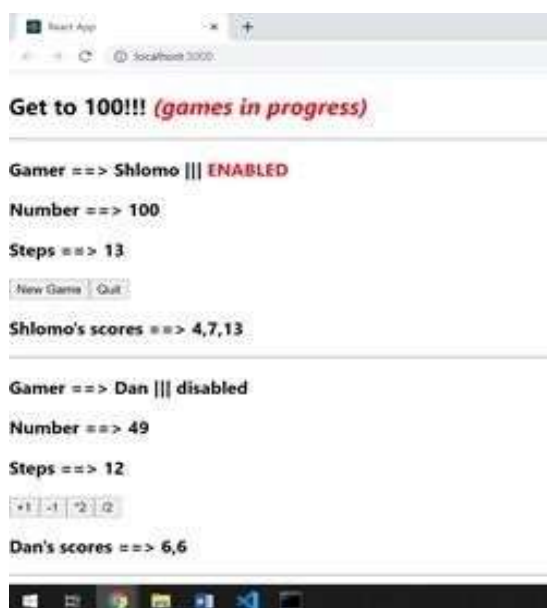 React App
localhost:3000
Get to 100!!! (games in progress)
Gamer ==> Shlomo ||| ENABLED
Number ==> 100
Steps ==> 13
New Game Quit
Shlomo's scores ==> 4,7,13
Gamer ==> Dan ||| disabled
Number ==> 49
Steps ==> 12
+1 -1 *2 /2
Dan's scores ==> 6,6